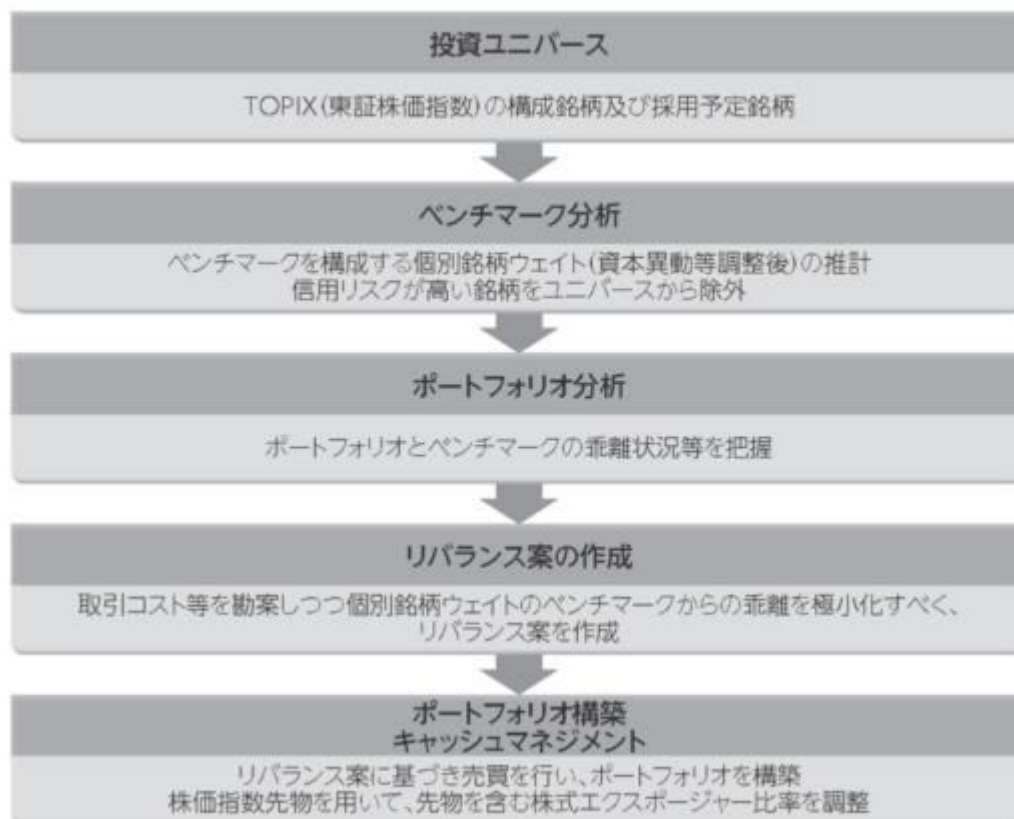 投資ユニバース
TOPIX(東証株価指数)の構成銘柄及び採用予定銘柄
ベンチマーク分析
ベンチマークを構成する個別銘柄ウェイト(資本異動等調整後)の推計
信用リスクが高い銘柄をユニバースから除外
ポートフォリオ分析
ポートフォリオとベンチマークの乖離状況等を把握
リバランス案の作成
取引コスト等を勘案しつつ個別銘柄ウェイトのベンチマークからの乖離を極小化すべく、
リバランス案を作成
ポートフォリオ構築
キャッシュマネジメント
リバランス案に基づき売買を行い、ポートフォリオを構築
株価指数先物を用いて、先物を含む株式エクスポージャー比率を調整